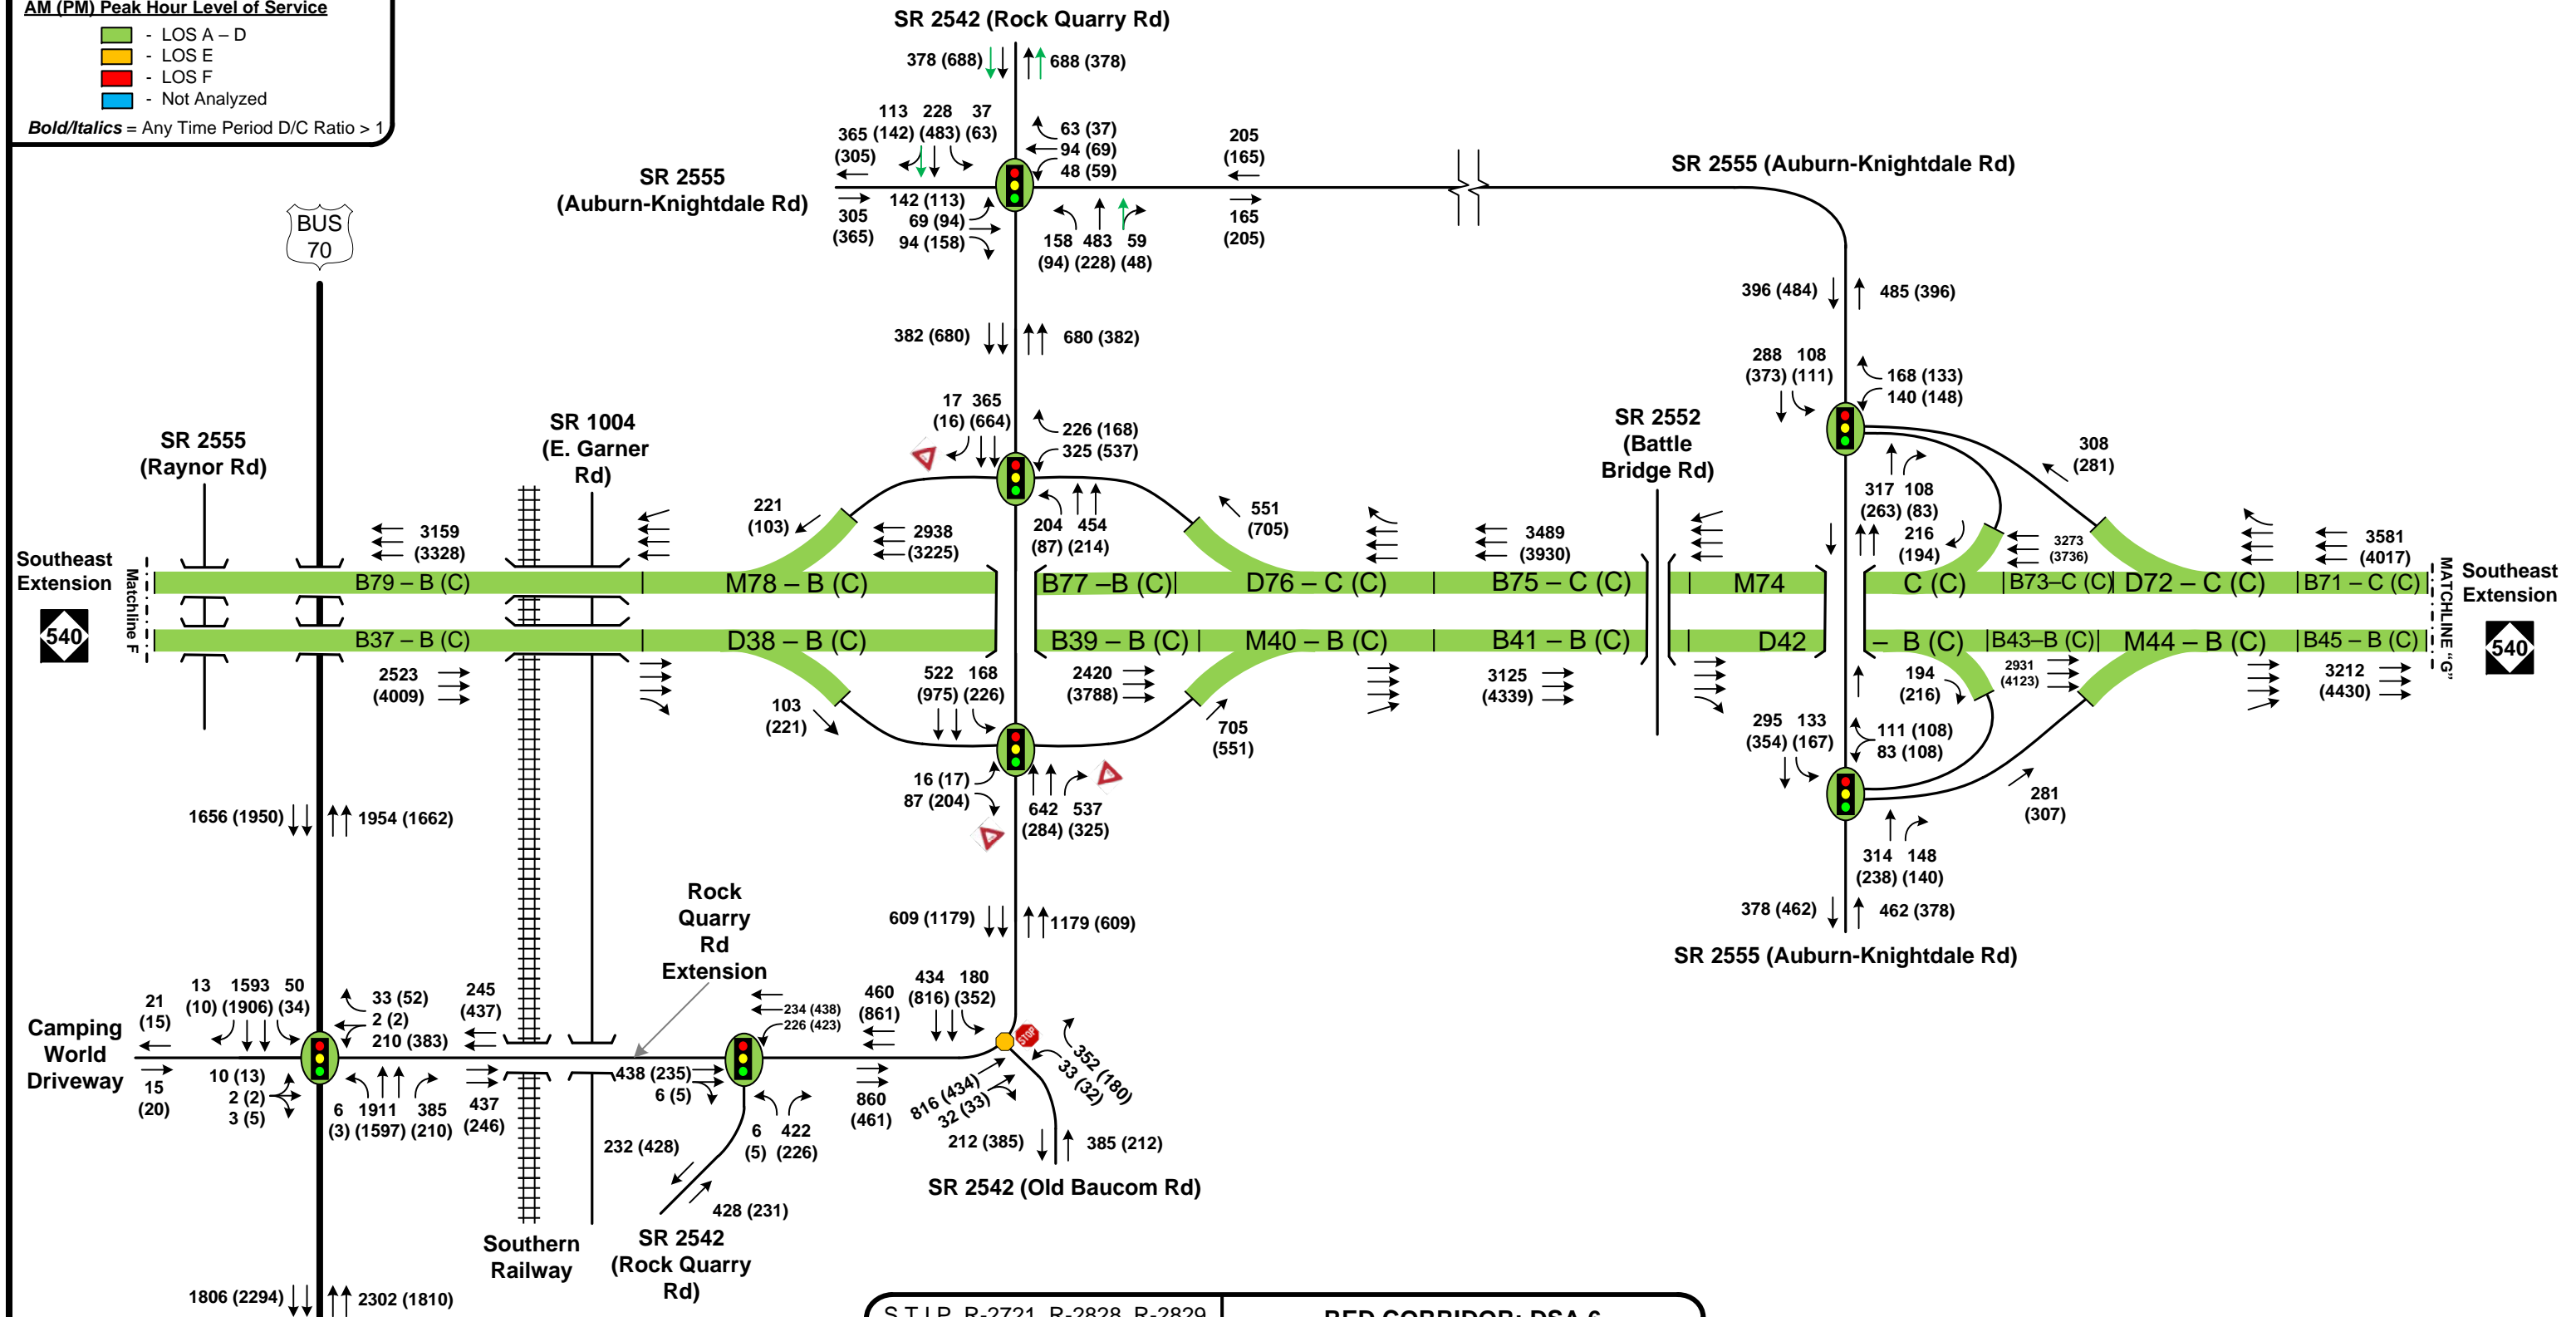 AM (PM) Peak Hour Level of Service
- LOS A – D
- LOS E
- LOS F
- Not Analyzed
Bold/Italics = Any Time Period D/C Ratio > 1
SR 2542 (Rock Quarry Rd)
378 (688)
688 (378)
113 228 37
(142) (483) (63)
365
(305)
63 (37)
94 (69)
48 (59)
205
(165)
SR 2555
(Auburn-Knightdale Rd)
SR 2555 (Auburn-Knightdale Rd)
305
(365)
142 (113)
69 (94)
94 (158)
158 483 59
(94) (228) (48)
165
(205)
BUS
70
396 (484)
485 (396)
382 (680)
680 (382)
288 108
(373) (111)
168 (133)
140 (148)
17 365
(16) (664)
226 (168)
325 (537)
SR 2555
(Raynor Rd)
SR 1004
(E. Garner
Rd)
SR 2552
(Battle
Bridge Rd)
308
(281)
221
(103)
204 454
(87) (214)
551
(705)
317 108
(263) (83)
216
(194)
3159
(3328)
2938
(3225)
3489
(3930)
3273
(3736)
3581
(4017)
Southeast
Extension
540
Matchline F
B79 – B (C)
M78 – B (C)
B77 –B (C)
D76 – C (C)
B75 – C (C)
M74
C (C)
B73–C (C)
D72 – C (C)
B71 – C (C)
MATCHLINE "G"
Southeast
Extension
540
B37 – B (C)
D38 – B (C)
B39 – B (C)
M40 – B (C)
B41 – B (C)
D42
– B (C)
B43–B (C)
M44 – B (C)
B45 – B (C)
2523
(4009)
103
(221)
522 168
(975) (226)
2420
(3788)
705
(551)
3125
(4339)
194
(216)
2931
(4123)
3212
(4430)
16 (17)
87 (204)
642 537
(284) (325)
295 133
(354) (167)
111 (108)
83 (108)
281
(307)
314 148
(238) (140)
378 (462)
462 (378)
SR 2555 (Auburn-Knightdale Rd)
1656 (1950)
1954 (1662)
609 (1179)
1179 (609)
Rock
Quarry
Rd
Extension
Camping
World
Driveway
21
(15)
13 1593 50
(10) (1906) (34)
33 (52)
2 (2)
210 (383)
245
(437)
234 (438)
226 (423)
460
(861)
434 180
(816) (352)
STOP
15
(20)
10 (13)
2 (2)
3 (5)
6 1911 385
(3) (1597) (210)
437
(246)
438 (235)
6 (5)
6 422
(5) (226)
860
(461)
816 (434)
32 (33)
352 (180)
33 (32)
232 (428)
428 (231)
212 (385)
385 (212)
SR 2542 (Old Baucom Rd)
Southern
Railway
SR 2542
(Rock Quarry
Rd)
1806 (2294)
2302 (1810)
S.T.I.P. R-2721, R-2828, R-2829
RED CORRIDOR: DSA 6